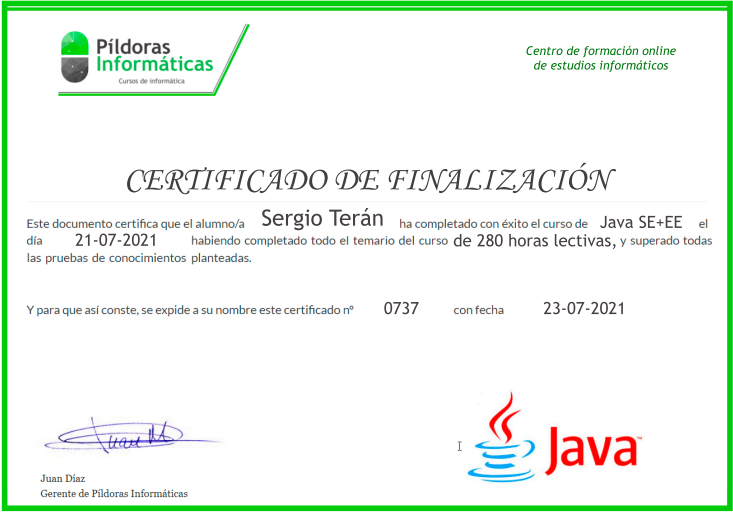 Píldoras
Informáticas
Cursos de informática
Centro de formación online
de estudios informáticos
CERTIFICADO DE FINALIZACIÓN
Este documento certifica que el alumno/a Sergio Terán ha completado con éxito el curso de Java SE+EE el
día 21-07-2021 habiendo completado todo el temario del curso de 280 horas lectivas, y superado todas
las pruebas de conocimientos planteadas.
Y para que así conste, se expide a su nombre este certificado nº 0737 con fecha 23-07-2021
Juan Díaz
Gerente de Píldoras Informáticas
Java™